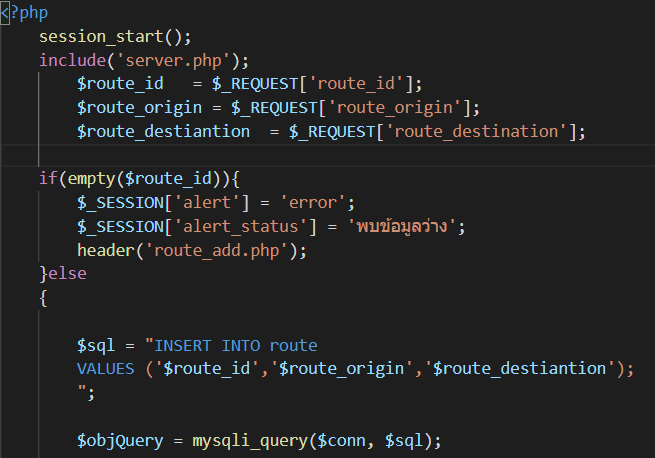 <?php
session_start();
include('server.php');
$route_id   = $_REQUEST['route_id'];
$route_origin = $_REQUEST['route_origin'];
$route_destiantion  = $_REQUEST['route_destination'];
if(empty($route_id)){
$_SESSION['alert'] = 'error';
$_SESSION['alert_status'] = 'พบข้อมูลว่าง';
header('route_add.php');
}else
{
$sql = "INSERT INTO route
VALUES ('$route_id','$route_origin','$route_destiantion');
";
$objQuery = mysqli_query($conn, $sql);